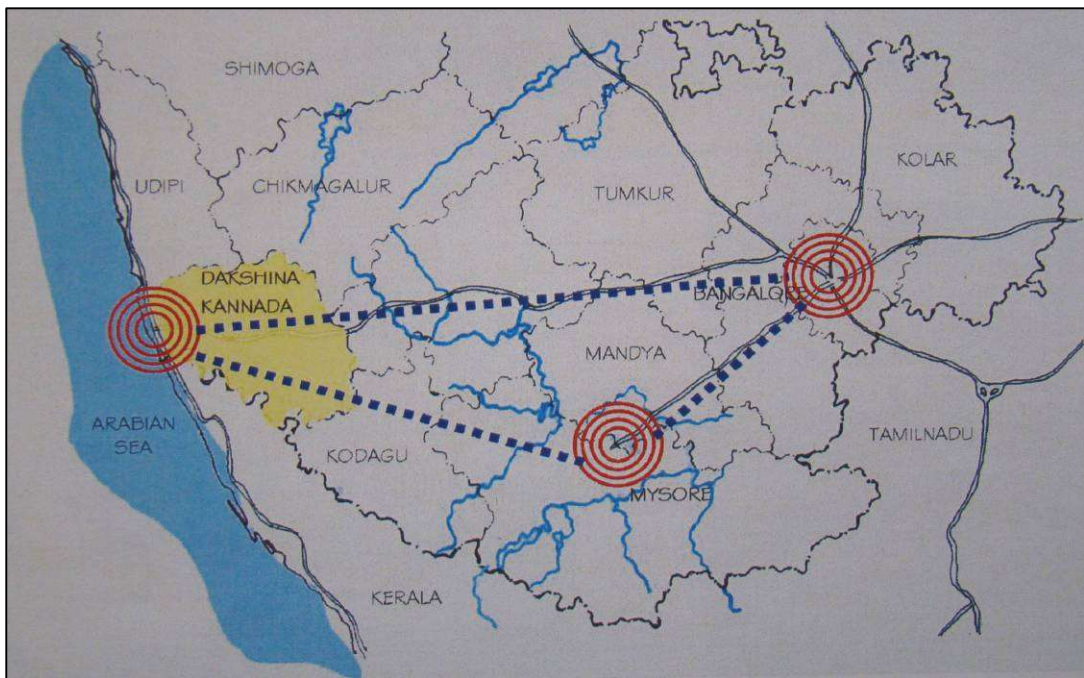 SHIMOGA
KOLAR
UDIPI
CHIKMAGALUR
TUMKUR
DAKSHINA
KANNADA
BANGALORE
MANDYA
ARABIAN
SEA
KODAGU
TAMILNADU
MYSORE
KERALA